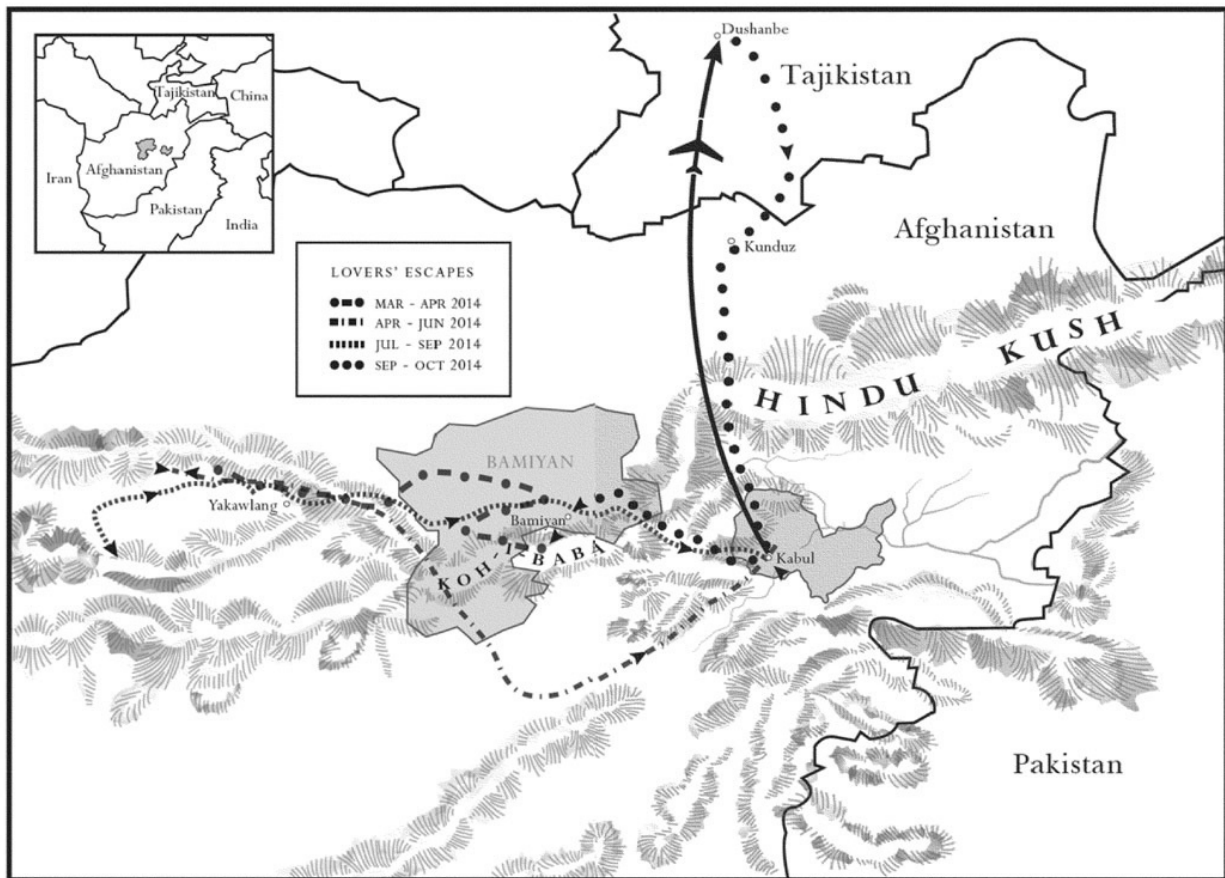 Dushanbe
Tajikistan
Tajikistan
China
Afghanistan
Iran
Pakistan
India
Kunduz
Afghanistan
LOVERS' ESCAPES
MAR – APR 2014
APR – JUN 2014
JUL – SEP 2014
SEP – OCT 2014
HINDU KUSH
BAMIYAN
Yakawlang
Bamiyan
KOH-I-BABA
Kabul
Pakistan